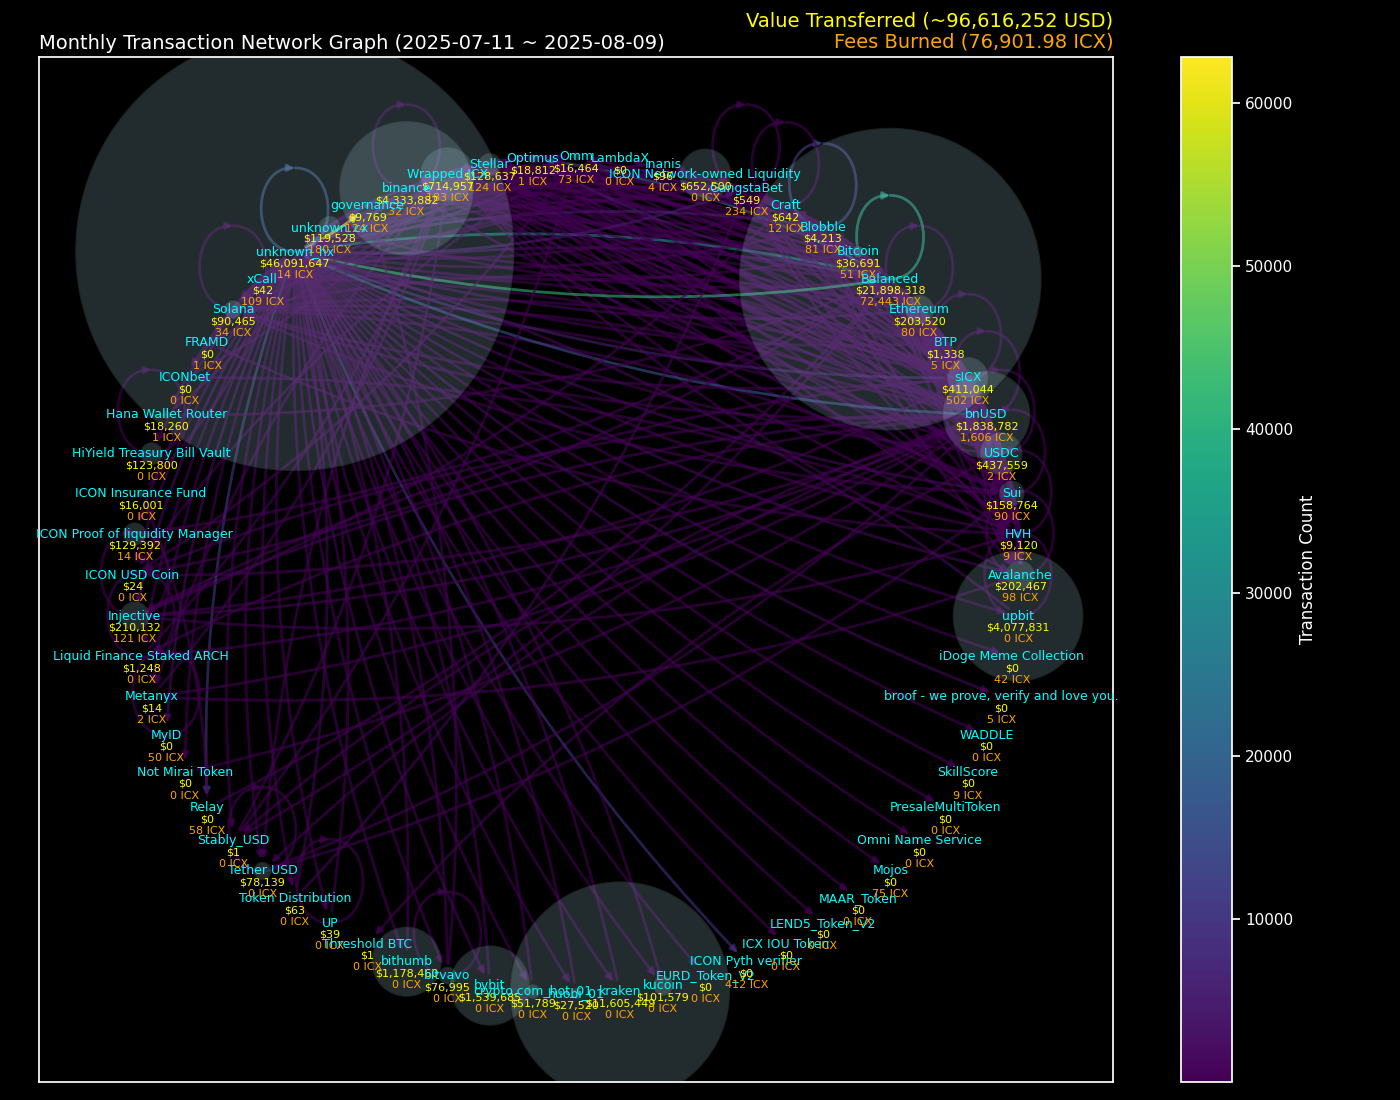 Value Transferred (~96,616,252 USD)
Monthly Transaction Network Graph (2025-07-11 ~ 2025-08-09)
Fees Burned (76,901.98 ICX)
Optimus
$18,812
1 ICX
Omm
$16,464
73 ICX
LambdaX
$0
0 ICX
Inanis
$96
4 ICX
Stellar
$128,637
124 ICX
Wrapped ICX
$714,957
ICON Network-owned Liquidity
$652,500
0 ICX
binance
$4,333,882
32 ICX
$549
234 ICX
governance
$9,769
Craft
$642
12 ICX
$119,528
Blobble
$4,213
81 ICX
$46,091,647
14 ICX
Bitcoin
$36,691
51 ICX
xCall
$42
109 ICX
Balanced
$21,898,318
72,443 ICX
Solana
$90,465
34 ICX
Ethereum
$203,520
80 ICX
FRAMD
$0
1 ICX
BTP
$1,338
5 ICX
ICONbet
$0
0 ICX
sICX
$411,044
502 ICX
Hana Wallet Router
$18,260
1 ICX
bnUSD
$1,838,782
1,606 ICX
HiYield Treasury Bill Vault
$123,800
0 ICX
USDC
$437,559
2 ICX
ICON Insurance Fund
$16,001
0 ICX
Sui
$158,764
90 ICX
ICON Proof of liquidity Manager
$129,392
14 ICX
HVH
$9,120
9 ICX
ICON USD Coin
$24
0 ICX
Avalanche
$202,467
98 ICX
Injective
$210,132
121 ICX
upbit
$4,077,831
0 ICX
Liquid Finance Staked ARCH
$1,248
0 ICX
iDoge Meme Collection
$0
42 ICX
Metanyx
$14
2 ICX
broof - we prove, verify and love you.
$0
5 ICX
MyID
$0
50 ICX
WADDLE
$0
0 ICX
Not Mirai Token
$0
0 ICX
SkillScore
$0
9 ICX
Relay
$0
58 ICX
PresaleMultiToken
$0
0 ICX
Stably_USD
$1
0 ICX
Omni Name Service
$0
0 ICX
Tether USD
$78,139
0 ICX
Mojos
$0
75 ICX
Token Distribution
$63
0 ICX
MAAR_Token
$0
0 ICX
UP
$39
0 ICX
LEND5_Token_v2
$0
0 ICX
Threshold BTC
$1
0 ICX
ICX IOU Token
$0
0 ICX
bithumb
0 ICX
ICON Pyth verifier
$0
412 ICX
bitvavo
$76,995
0 ICX
EURD_Token_v2
$0
0 ICX
bybit
$1,539,685
0 ICX
kucoin
$101,579
0 ICX
crypto.com_hot_01
$51,789
0 ICX
$27,520
0 ICX
kraken
$11,605,449
0 ICX
60000
50000
40000
30000
20000
10000
Transaction Count